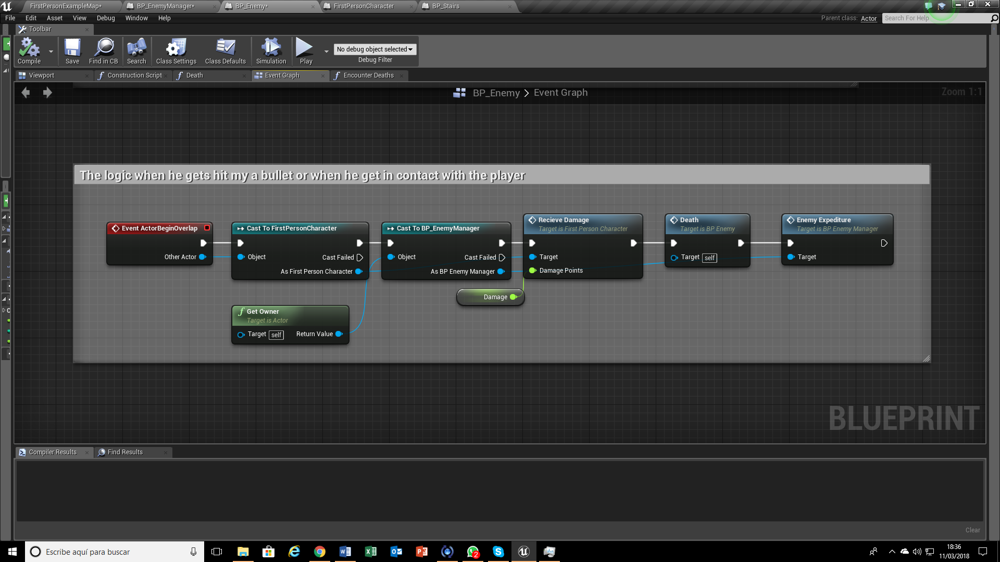 FirstPersonExampleMap*
BP_EnemyManager*
BP_Enemy*
FirstPersonCharacter
BP_Stairs
File Edit Asset View Debug Window Help
Parent class: Actor
Search For Help
Toolbar
Compile
Save
Find in CB
Search
Class Settings
Class Defaults
Simulation
Play
No debug object selected
Debug Filter
Viewport
Construction Script
Death
Event Graph
Encounter Deaths
BP_Enemy > Event Graph
Zoom 1:1
The logic when he gets hit my a bullet or when he get in contact with the player
Event ActorBeginOverlap
Other Actor
Cast To FirstPersonCharacter
Object
Cast Failed
As First Person Character
Cast To BP_EnemyManager
Object
Cast Failed
As BP Enemy Manager
Recieve Damage
Target is First Person Character
Target
Damage Points
Death
Target is BP Enemy
Target self
Enemy Expediture
Target is BP Enemy Manager
Target
Damage
Get Owner
Target is Actor
Target self
Return Value
BLUEPRINT
Compiler Results
Find Results
Clear
Escribe aquí para buscar
2
18:36
11/03/2018